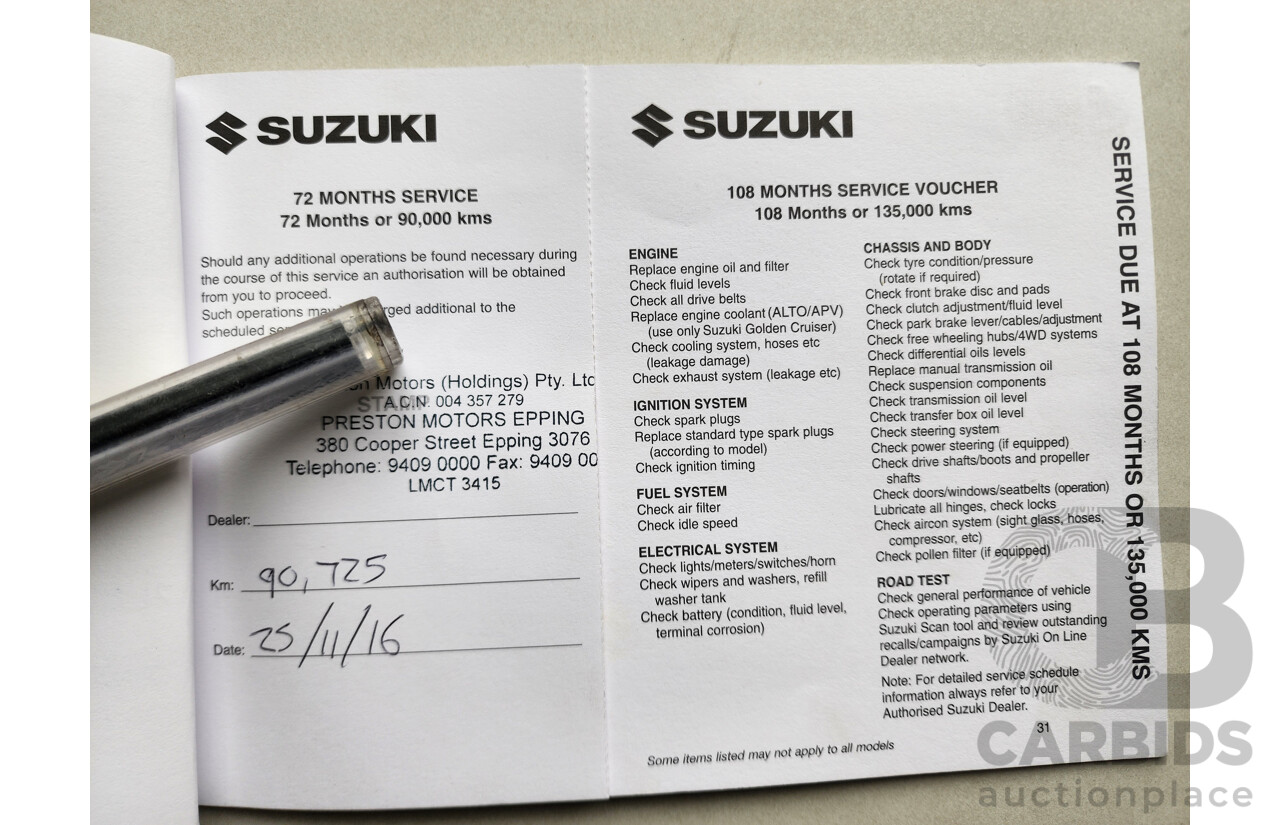 SUZUKI
72 MONTHS SERVICE
72 Months or 90,000 kms
Should any additional operations be found necessary during
the course of this service an authorisation will be obtained
from you to proceed.
Such operations may rged additional to the
scheduled
Motors (Holdings) Pty. Ltd
A.C.N. 004 357 279
PRESTON MOTORS EPPING
380 Cooper Street Epping 3076
Telephone: 9409 0000 Fax: 9409 00
LMCT 3415
Dealer:
Km: 90,725
Date: 25/11/16
SUZUKI
108 MONTHS SERVICE VOUCHER
108 Months or 135,000 kms
ENGINE
Replace engine oil and filter
Check fluid levels
Check all drive belts
Replace engine coolant (ALTO/APV)
(use only Suzuki Golden Cruiser)
Check cooling system, hoses etc
(leakage damage)
Check exhaust system (leakage etc)
IGNITION SYSTEM
Check spark plugs
Replace standard type spark plugs
(according to model)
Check ignition timing
FUEL SYSTEM
Check air filter
Check idle speed
ELECTRICAL SYSTEM
Check lights/meters/switches/horn
Check wipers and washers, refill
washer tank
Check battery (condition, fluid level,
terminal corrosion)
CHASSIS AND BODY
Check tyre condition/pressure
(rotate if required)
Check front brake disc and pads
Check clutch adjustment/fluid level
Check park brake lever/cables/adjustment
Check free wheeling hubs/4WD systems
Check differential oils levels
Replace manual transmission oil
Check suspension components
Check transmission oil level
Check transfer box oil level
Check steering system
Check power steering (if equipped)
Check drive shafts/boots and propeller
shafts
Check doors/windows/seatbelts (operation)
Lubricate all hinges, check locks
Check aircon system (sight glass, hoses,
compressor, etc)
Check pollen filter (if equipped)
ROAD TEST
Check general performance of vehicle
Check operating parameters using
Suzuki Scan tool and review outstanding
recalls/campaigns by Suzuki On Line
Dealer network.
Note: For detailed service schedule
information always refer to your
Authorised Suzuki Dealer.
31
Some items listed may not apply to all models
SERVICE DUE AT 108 MONTHS OR 135,000 KMS
CARBIDS
auctionplace